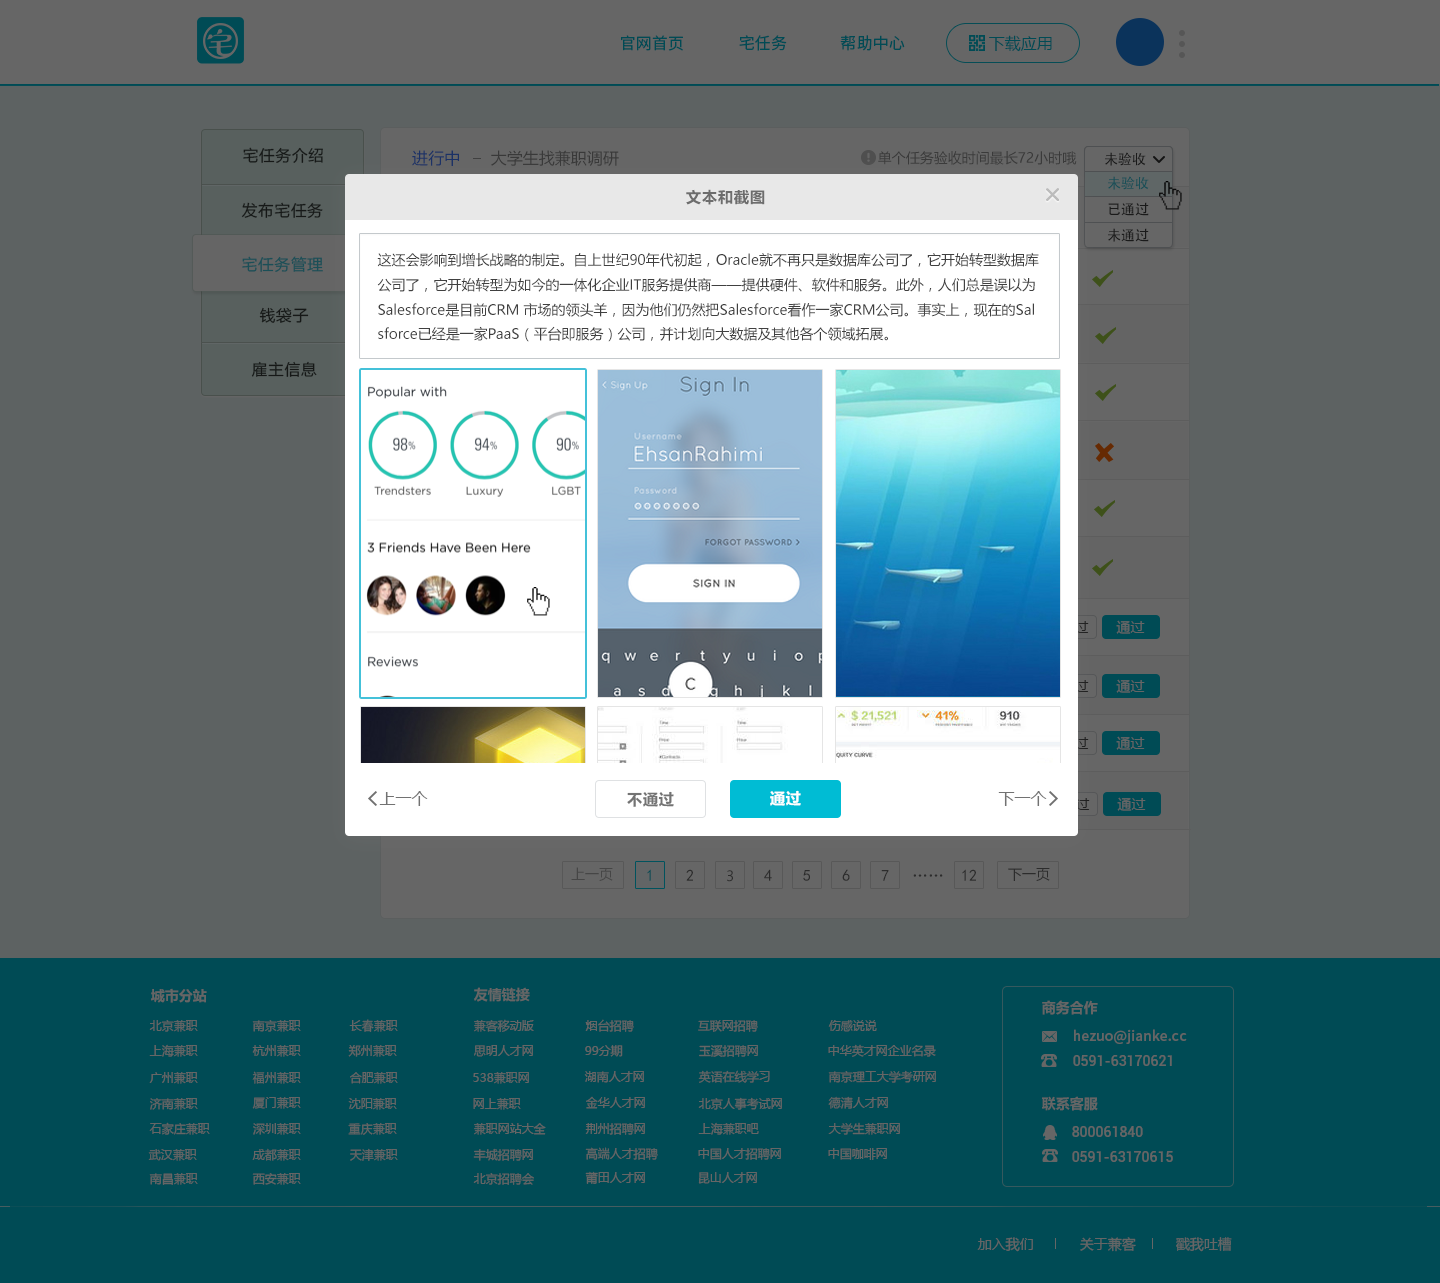 宅
官网首页
宅任务
帮助中心
下载应用
宅任务介绍
发布宅任务
宅任务管理
钱袋子
雇主信息
进行中 - 大学生找兼职调研
单个任务验收时间最长72小时哦
未验收
未验收
已通过
未通过
文本和截图
这还会影响到增长战略的制定。自上世纪90年代初起，Oracle就不再只是数据库公司了，它开始转型数据库
公司了，它开始转型为如今的一体化企业IT服务提供商——提供硬件、软件和服务。此外，人们总是误以为
Salesforce是目前CRM 市场的领头羊，因为他们仍然把Salesforce看作一家CRM公司。事实上，现在的Sal
sforce已经是一家PaaS（平台即服务）公司，并计划向大数据及其他各个领域拓展。
Popular with
98%
94%
90%
Trendsters
Luxury
LGBT
3 Friends Have Been Here
Reviews
Sign Up
Sign In
Username
EhsanRahimi
Password
FORGOT PASSWORD >
SIGN IN
q w e r t y u i o p
a s d g h j k l
C
Title
Price
Title
Price
$ 21,521
41%
910
QUITY CURVE
过 通过
过 通过
过 通过
过 通过
上一个
不通过
通过
下一个
上一页 1 2 3 4 5 6 7 …… 12 下一页
城市分站
北京兼职 南京兼职 长春兼职
上海兼职 杭州兼职 郑州兼职
广州兼职 福州兼职 合肥兼职
济南兼职 厦门兼职 沈阳兼职
石家庄兼职 深圳兼职 重庆兼职
武汉兼职 成都兼职 天津兼职
南昌兼职 西安兼职
友情链接
兼客移动版 烟台招聘 互联网招聘 伤感说说
思明人才网 99分期 玉溪招聘网 中华英才网企业名录
538兼职网 湖南人才网 英语在线学习 南京理工大学考研网
网上兼职 金华人才网 北京人事考试网 德清人才网
兼职网站大全 荆州招聘网 上海兼职吧 大学生兼职网
丰城招聘网 高端人才招聘 中国人才招聘网 中国咖啡网
北京招聘会 莆田人才网 昆山人才网
商务合作
hezuo@jianke.cc
0591-63170621
联系客服
800061840
0591-63170615
加入我们 | 关于兼客 | 戳我吐槽